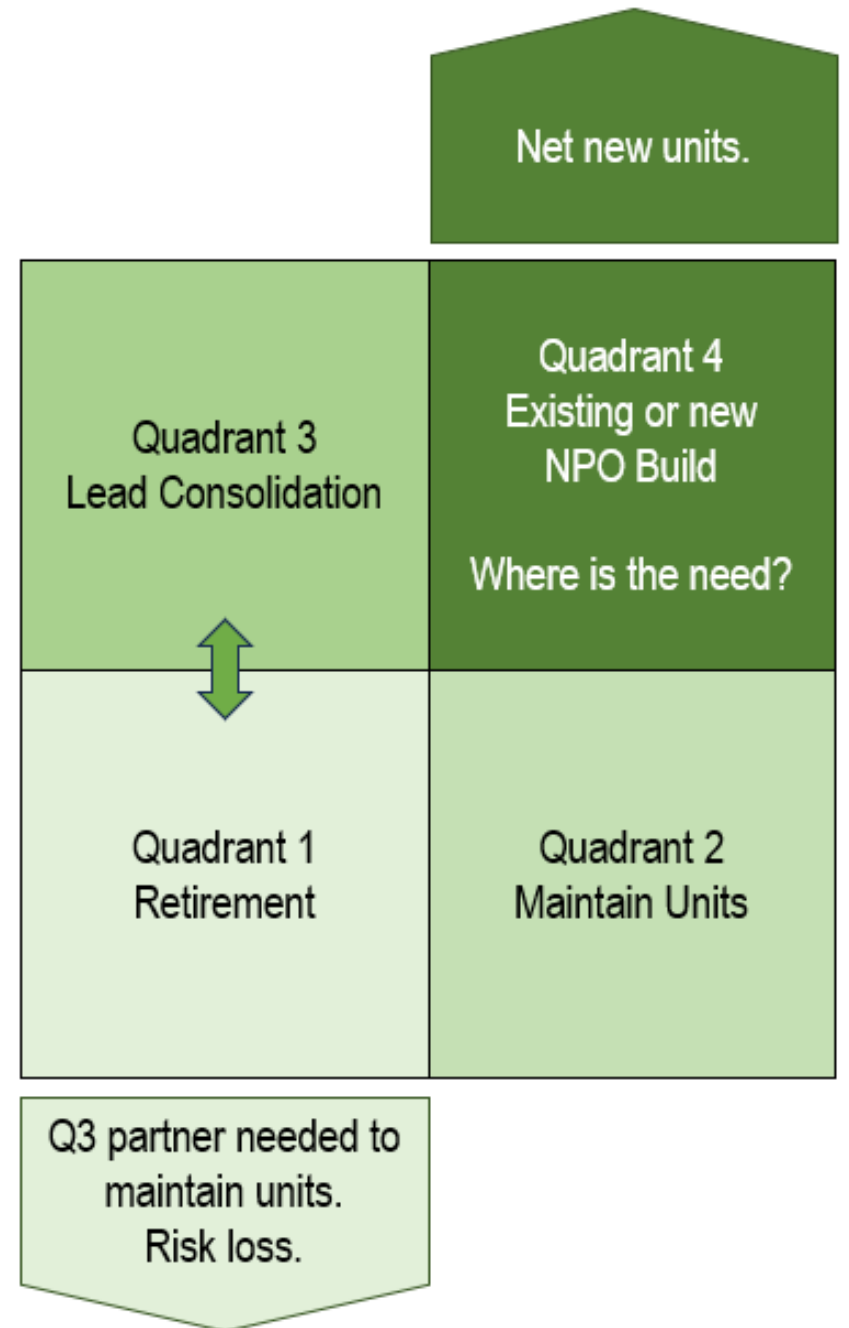 Net new units.
Quadrant 3
Lead Consolidation
Quadrant 4
Existing or new
NPO Build
Where is the need?
Quadrant 1
Retirement
Quadrant 2
Maintain Units
Q3 partner needed to
maintain units.
Risk loss.